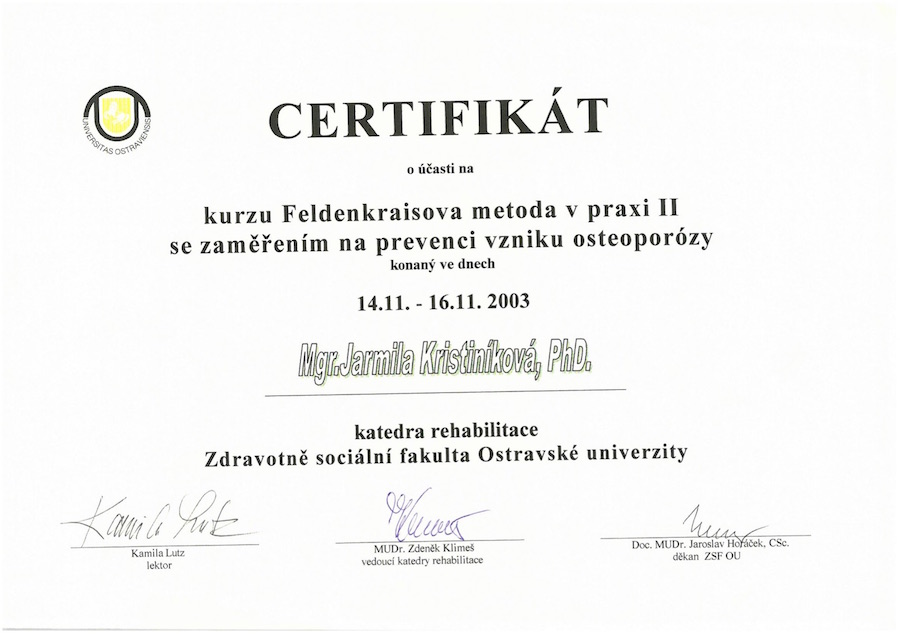 UNIVERSITAS OSTRAVIENSIS
CERTIFIKÁT
o účasti na
kurzu Feldenkraisova metoda v praxi II
se zaměřením na prevenci vzniku osteoporózy
konaný ve dnech
14.11. - 16.11. 2003
Mgr.Jarmila Kristiníková, PhD.
katedra rehabilitace
Zdravotně sociální fakulta Ostravské univerzity
Kamila Lutz
Kamila Lutz
lektor
MUDr. Zdeněk Klimeš
vedoucí katedry rehabilitace
Doc. MUDr. Jaroslav Horáček, CSc.
děkan ZSF OU